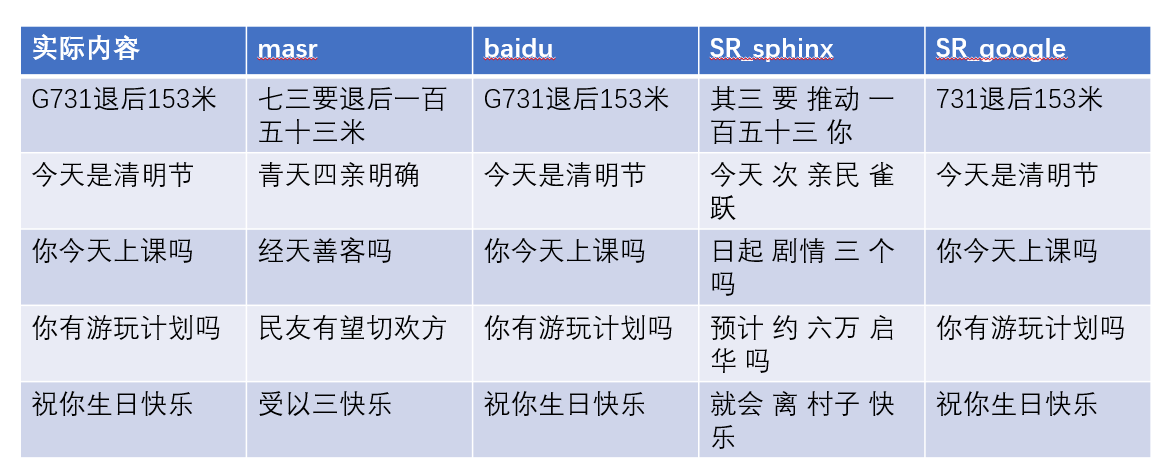 实际内容 masr baidu SR_sphinx SR_google
G731退后153米 七三要退后一百 G731退后153米 其三 要 推动 一 731退后153米
五十三米 百五十三 你
今天是清明节 青天四亲明确 今天是清明节 今天 次 亲民 雀 今天是清明节
跃
你今天上课吗 经天善客吗 你今天上课吗 日起 剧情 三 个 你今天上课吗
吗
你有游玩计划吗 民友有望切欢方 你有游玩计划吗 预计 约 六万 启 你有游玩计划吗
华 吗
祝你生日快乐 受以三快乐 祝你生日快乐 就会 离 村子 快 祝你生日快乐
乐